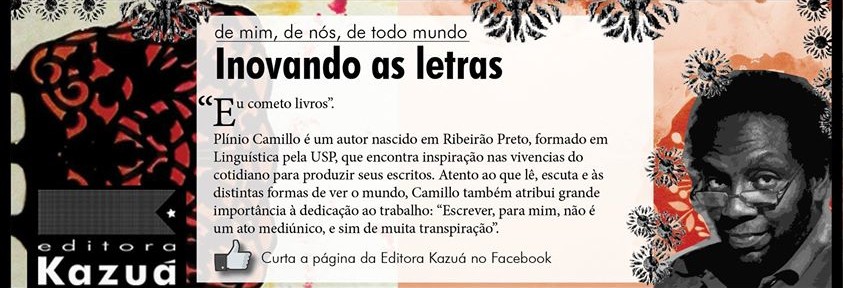 de mim, de nós, de todo mundo
Inovando as letras
“Eu cometo livros”.
Plínio Camillo é um autor nascido em Ribeirão Preto, formado em
Linguística pela USP, que encontra inspiração nas vivencias do
cotidiano para produzir seus escritos. Atento ao que lê, escuta e às
distintas formas de ver o mundo, Camillo também atribui grande
importância à dedicação ao trabalho: “Escrever, para mim, não é
um ato mediúnico, e sim de muita transpiração”.
Curta a página da Editora Kazuá no Facebook
editora
Kazuá